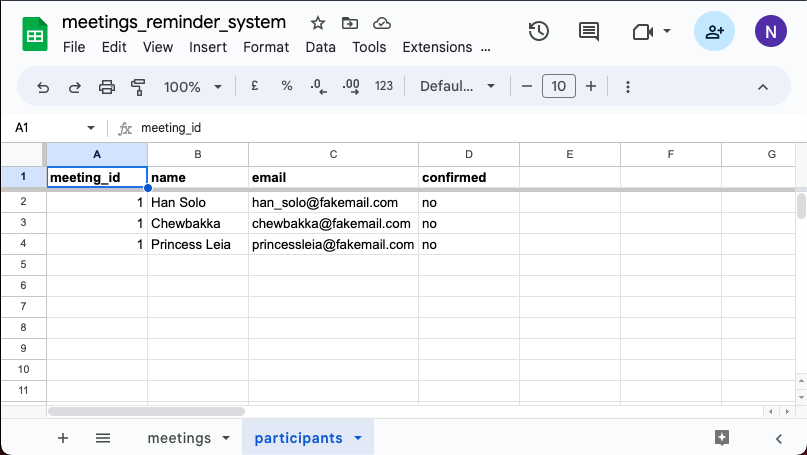 meetings_reminder_system
File Edit View Insert Format Data Tools Extensions ...
100% £ % .0 .00 123 Defaul... 10
A1 fx meeting_id
A B C D E F G
1 meeting_id name email confirmed
2 1 Han Solo han_solo@fakemail.com no
3 1 Chewbakka chewbakka@fakemail.com no
4 1 Princess Leia princessleia@fakemail.com no
5
6
7
8
9
10
11
meetings participants
N